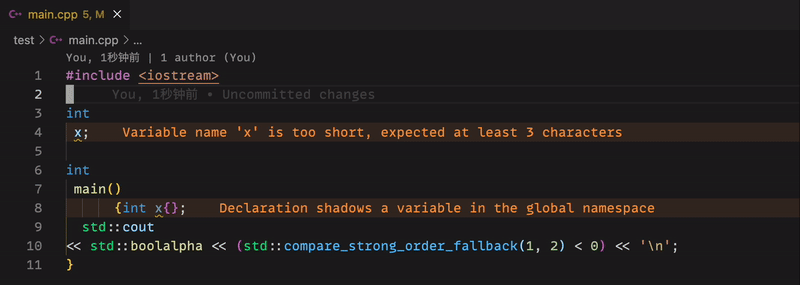 main.cpp 5, M
test > main.cpp > ...
You, 1秒钟前 | 1 author (You)
1 #include <iostream>
2 You, 1秒钟前 • Uncommitted changes
3 int
4 x; Variable name 'x' is too short, expected at least 3 characters
5
6 int
7 main()
8 {int x{}; Declaration shadows a variable in the global namespace
9 std::cout
10 << std::boolalpha << (std::compare_strong_order_fallback(1, 2) < 0) << '\n';
11 }